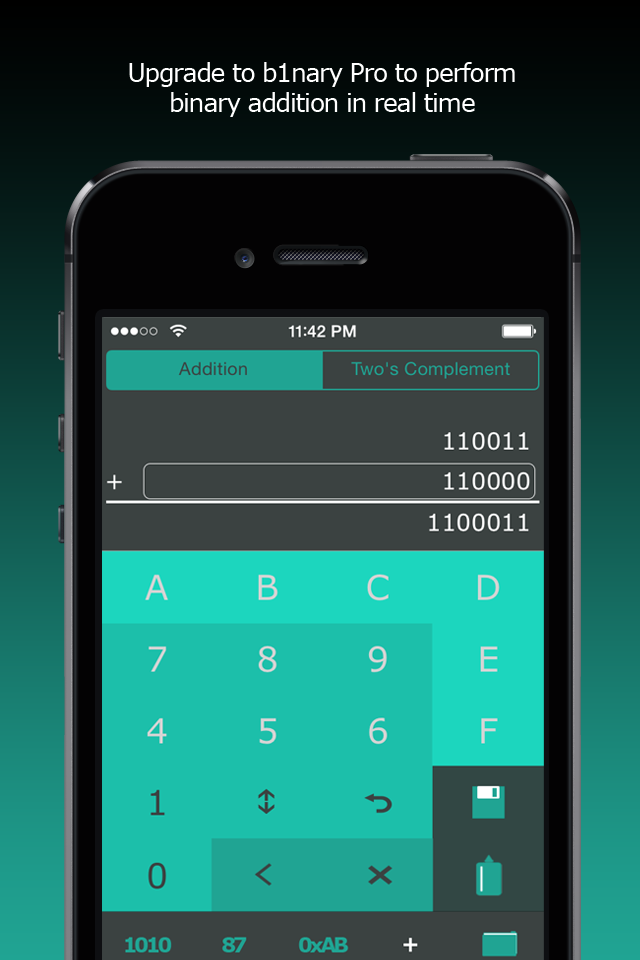 Upgrade to b1nary Pro to perform
binary addition in real time
11:42 PM
Addition Two's Complement
110011
+ 110000
1100011
A B C D
7 8 9 E
4 5 6 F
1
0 < ×
1010 87 0xAB +